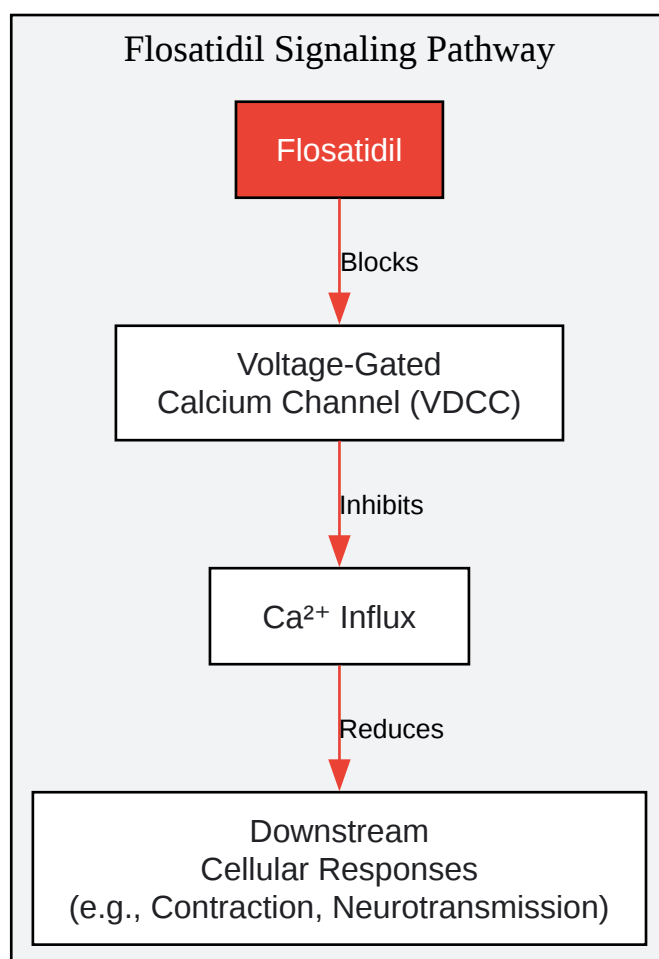 Flosatidil Signaling Pathway
Flosatidil
Blocks
Voltage-Gated
Calcium Channel (VDCC)
Inhibits
Ca²⁺ Influx
Reduces
Downstream
Cellular Responses
(e.g., Contraction, Neurotransmission)